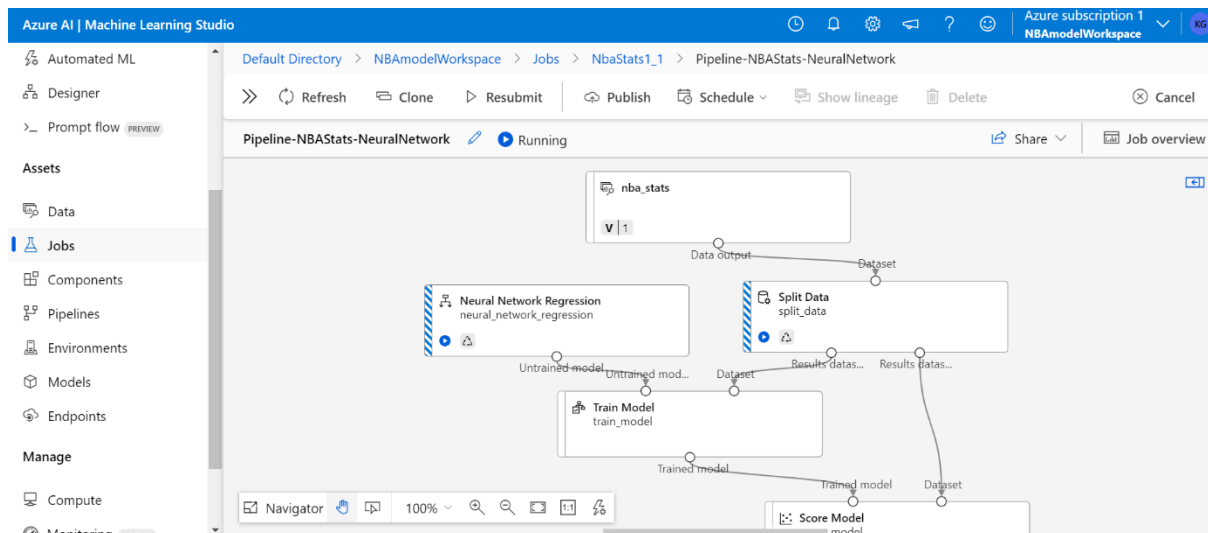 Azure AI | Machine Learning Studio
Azure subscription 1
NBAmodelWorkspace
KG
Automated ML
Designer
Prompt flow PREVIEW
Assets
Data
Jobs
Components
Pipelines
Environments
Models
Endpoints
Manage
Compute
Monitoring
Default Directory > NBAmodelWorkspace > Jobs > NbaStats1_1 > Pipeline-NBAStats-NeuralNetwork
Refresh Clone Resubmit Publish Schedule Show lineage Delete Cancel
Pipeline-NBAStats-NeuralNetwork Running Share Job overview
nba_stats
V | 1
Data output
Dataset
Neural Network Regression
neural_network_regression
Split Data
split_data
Untrained model
Untrained mod...
Dataset
Results datas...
Results datas...
Train Model
train_model
Trained model
Trained model
Dataset
Score Model
model
Navigator 100% 1:1